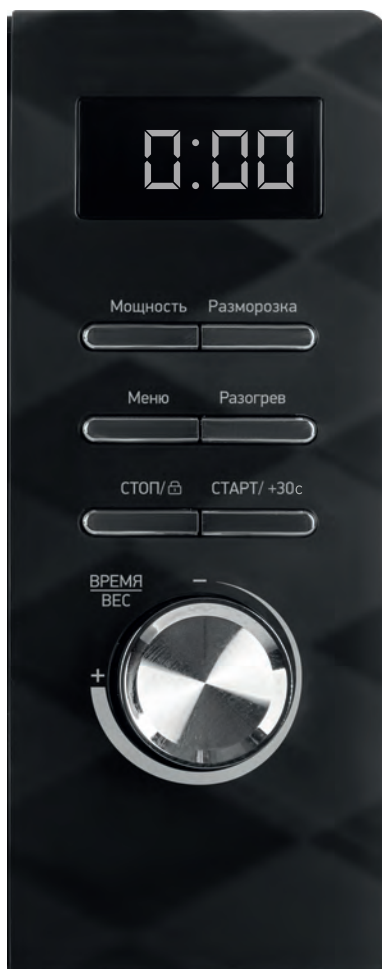 0:00
Мощность Разморозка
Меню Разогрев
СТОП/ СТАРТ/ +30с
ВРЕМЯ
ВЕС
−
+